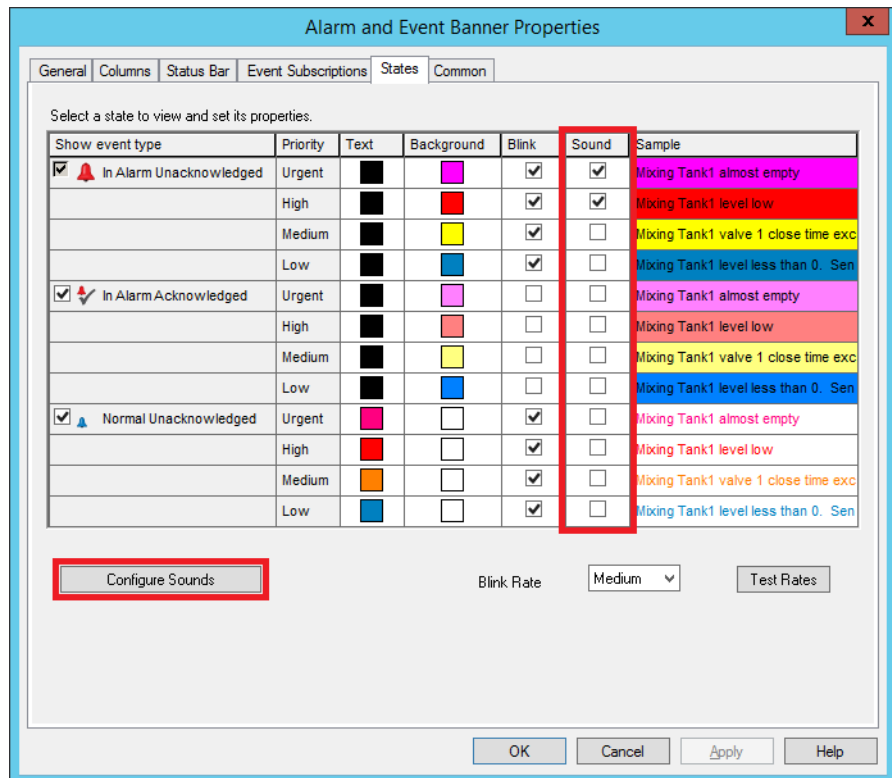 Alarm and Event Banner Properties
x
General Columns Status Bar Event Subscriptions States Common
Select a state to view and set its properties.
Show event type Priority Text Background Blink Sound Sample
In Alarm Unacknowledged Urgent Mixing Tank1 almost empty
High Mixing Tank1 level low
Medium Mixing Tank1 valve 1 close time exc
Low Mixing Tank1 level less than 0. Sen
In Alarm Acknowledged Urgent Mixing Tank1 almost empty
High Mixing Tank1 level low
Medium Mixing Tank1 valve 1 close time exc
Low Mixing Tank1 level less than 0. Sen
Normal Unacknowledged Urgent Mixing Tank1 almost empty
High Mixing Tank1 level low
Medium Mixing Tank1 valve 1 close time exc
Low Mixing Tank1 level less than 0. Sen
Configure Sounds Blink Rate Medium Test Rates
OK Cancel Apply Help